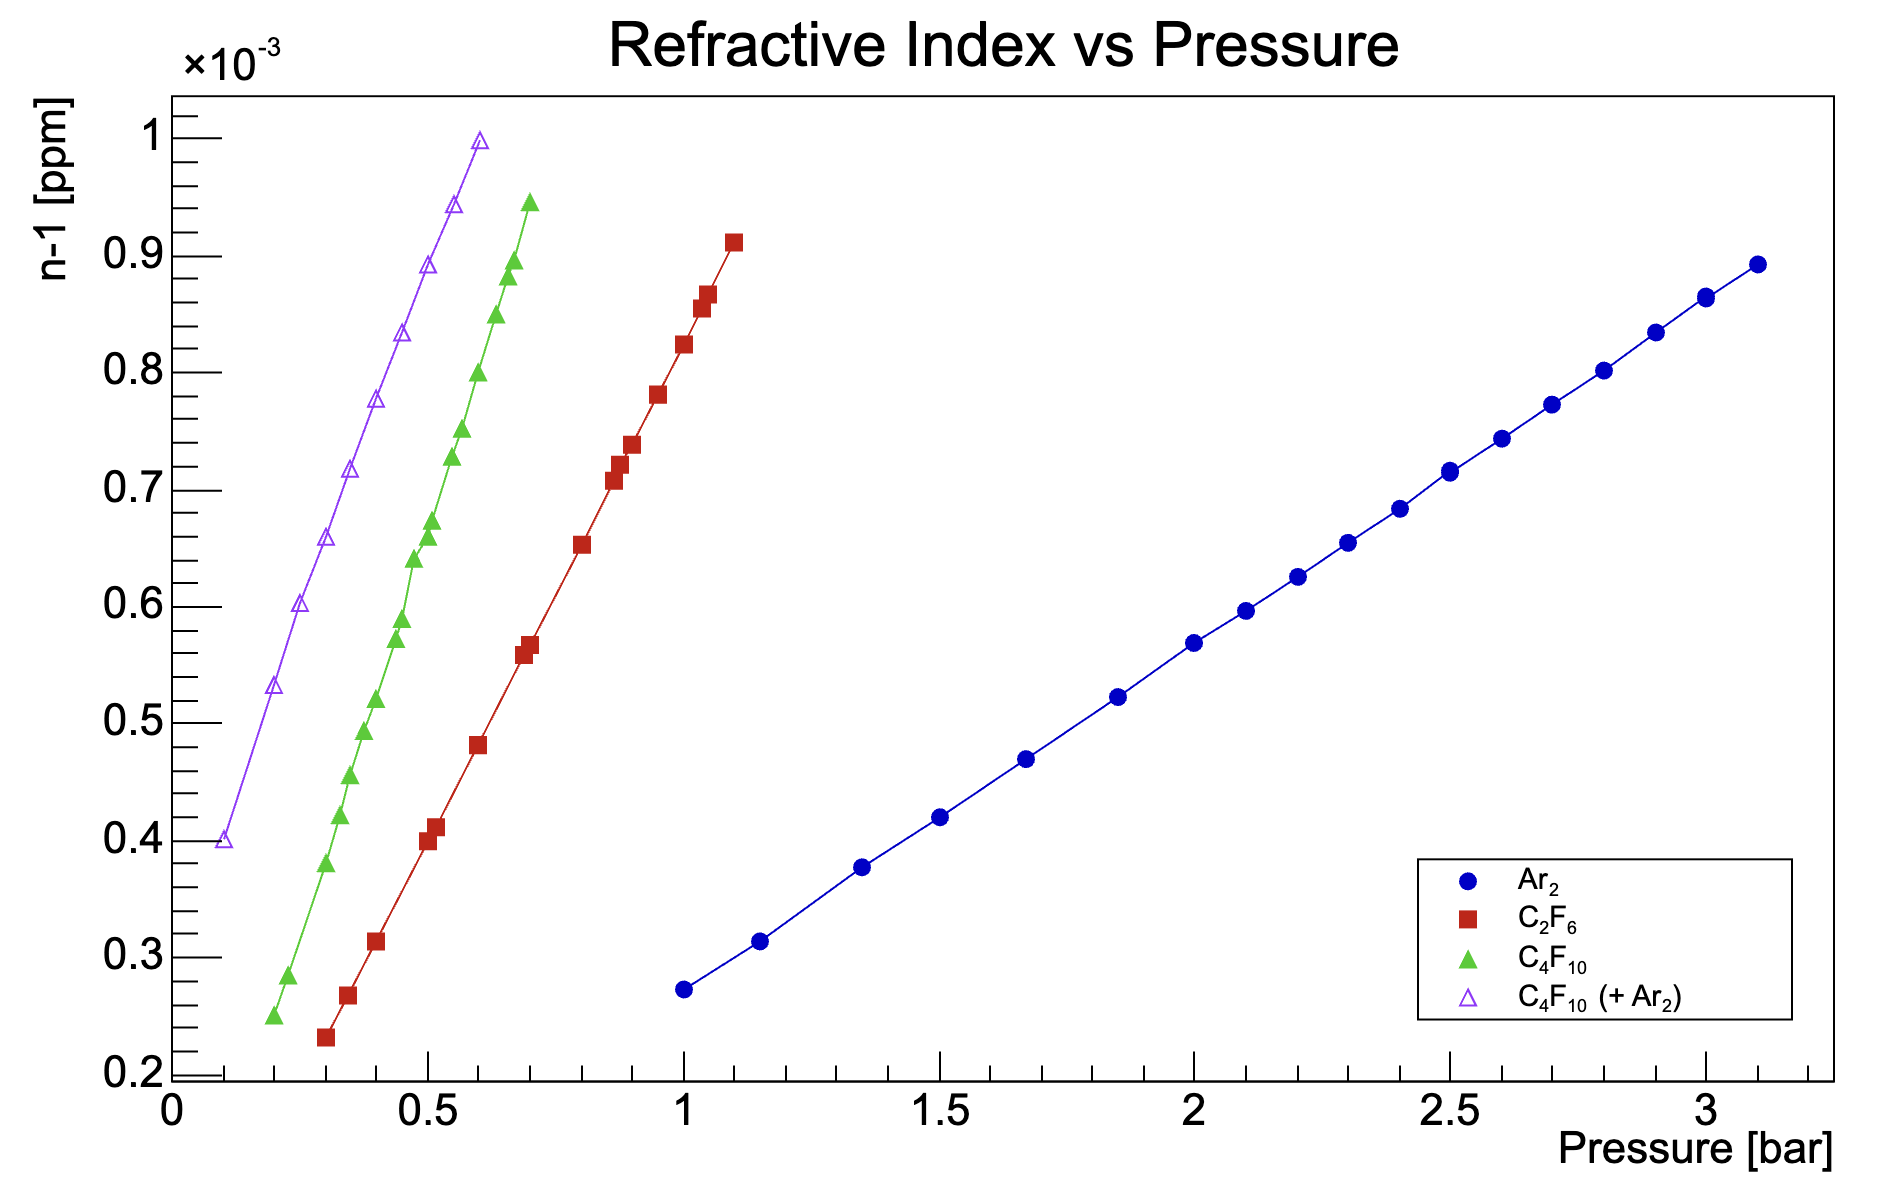 Refractive Index vs Pressure
×10⁻³
n-1 [ppm]
1
0.9
0.8
0.7
0.6
0.5
0.4
0.3
0.2
0 0.5 1 1.5 2 2.5 3
Pressure [bar]
Ar₂
C₂F₆
C₄F₁₀
C₄F₁₀ (+ Ar₂)